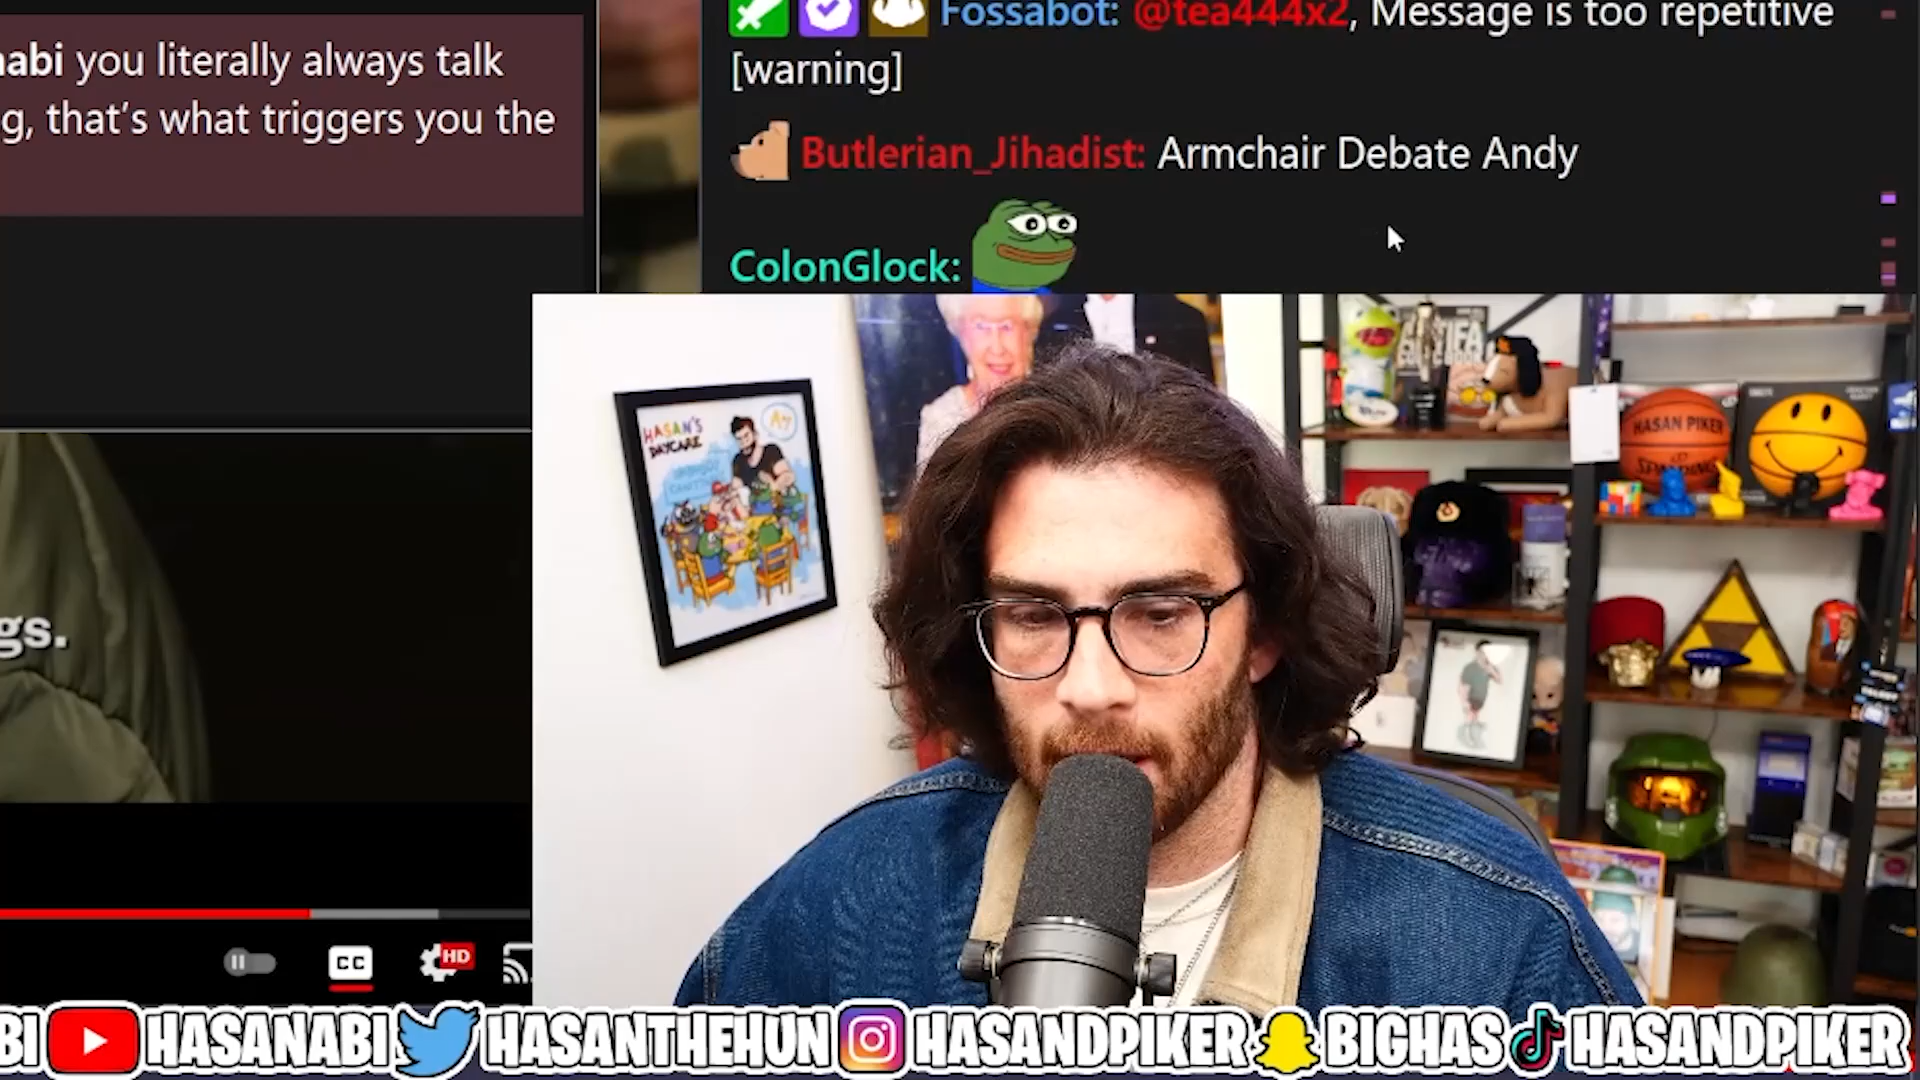 Fossabot: @tea444x2, Message is too repetitive
[warning]
Butlerian_Jihadist: Armchair Debate Andy
ColonGlock:
abi you literally always talk
g, that's what triggers you the
gs.
HASAN'S
DAYCARE
HASAN PIKER
SPALDING
CC
HD
BI HASANABI HASANTHEHUN HASANDPIKER BIGHAS HASANDPIKER